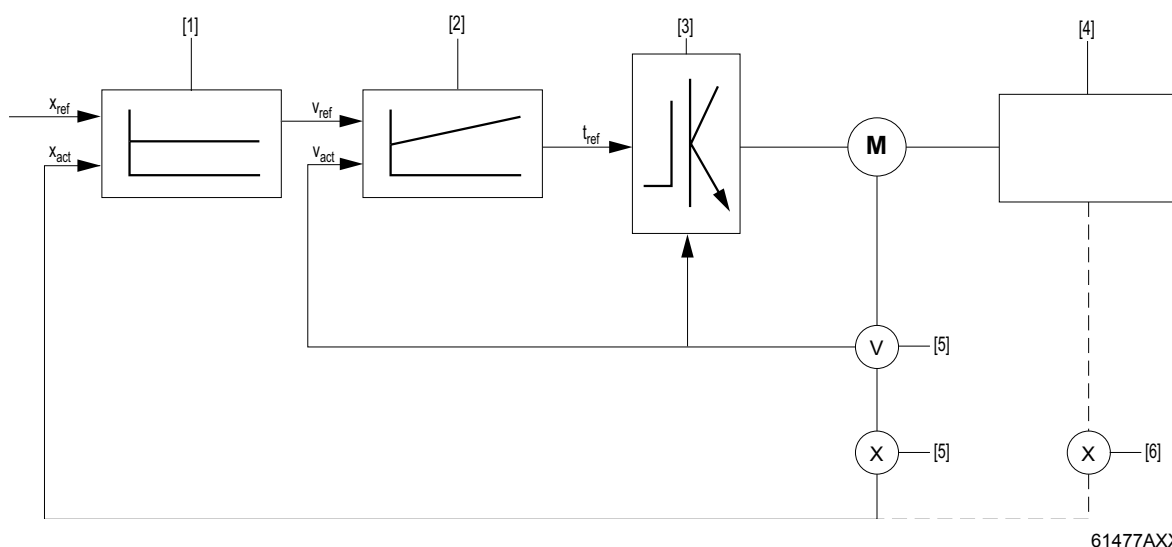 [1]
[2]
[3]
[4]
x_ref
v_ref
x_act
v_act
t_ref
M
V
[5]
X
[5]
X
[6]
61477AXX